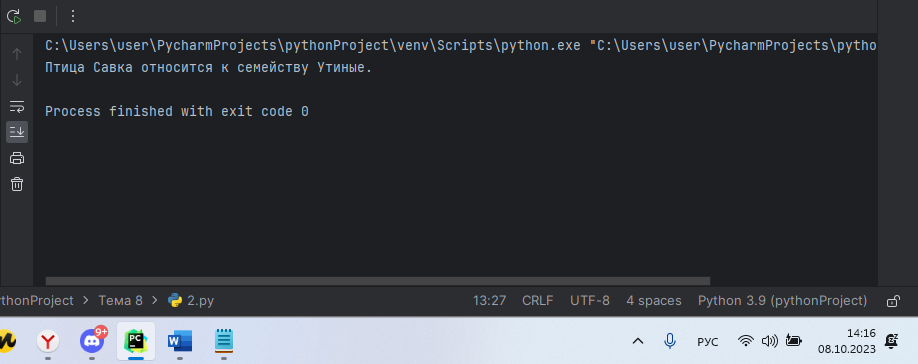 C:\Users\user\PycharmProjects\pythonProject\venv\Scripts\python.exe "C:\Users\user\PycharmProjects\pytho
Птица Савка относится к семейству Утиные.
Process finished with exit code 0
thonProject > Тема 8 > 2.py 13:27 CRLF UTF-8 4 spaces Python 3.9 (pythonProject)
Y 9+ PC W РУС 14:16
08.10.2023